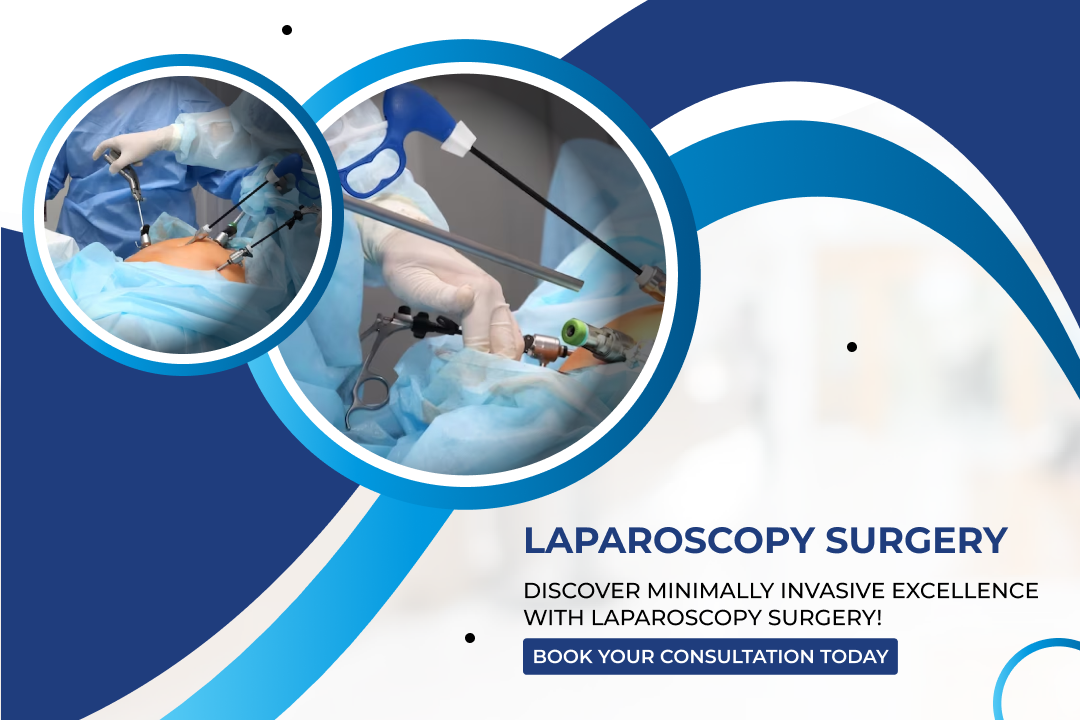 LAPAROSCOPY SURGERY
DISCOVER MINIMALLY INVASIVE EXCELLENCE
WITH LAPAROSCOPY SURGERY!
BOOK YOUR CONSULTATION TODAY